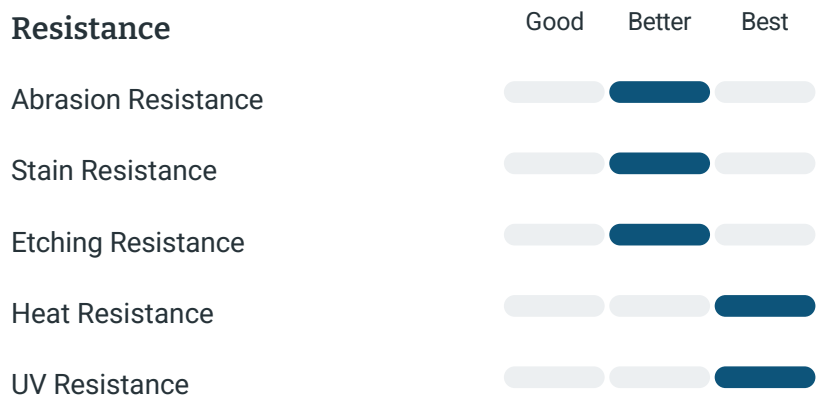 Resistance Good Better Best
Abrasion Resistance
Stain Resistance
Etching Resistance
Heat Resistance
UV Resistance